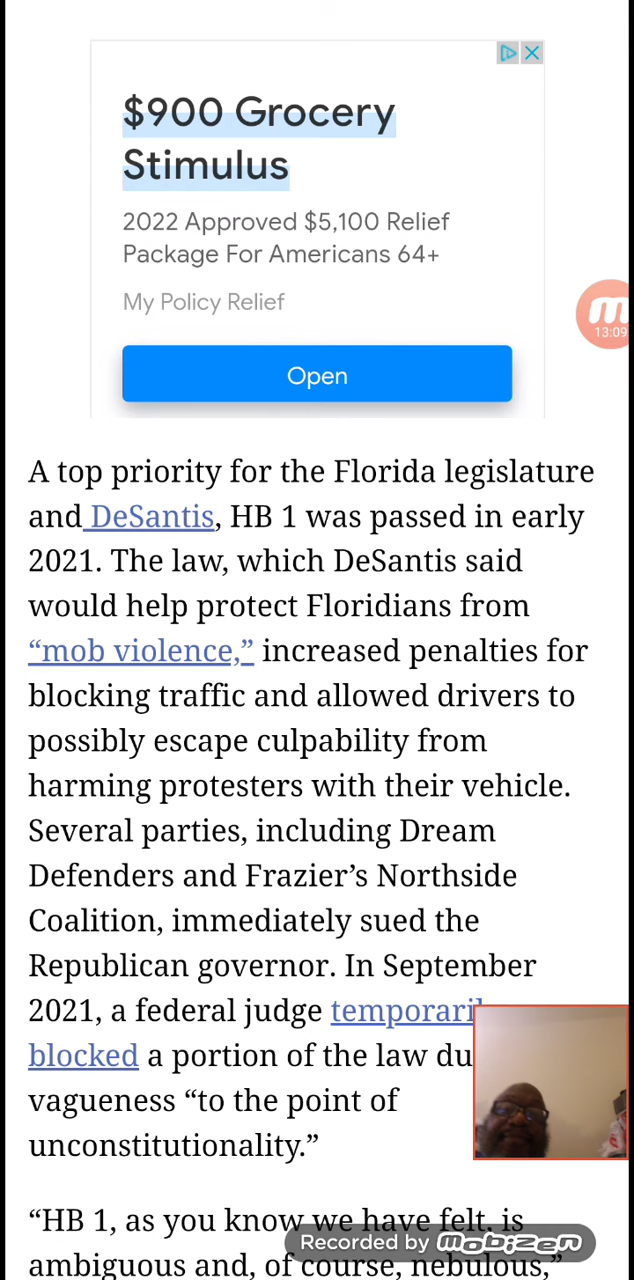 $900 Grocery
Stimulus
2022 Approved $5,100 Relief
Package For Americans 64+
My Policy Relief
13:09
Open
A top priority for the Florida legislature
and DeSantis, HB 1 was passed in early
2021. The law, which DeSantis said
would help protect Floridians from
“mob violence,” increased penalties for
blocking traffic and allowed drivers to
possibly escape culpability from
harming protesters with their vehicle.
Several parties, including Dream
Defenders and Frazier’s Northside
Coalition, immediately sued the
Republican governor. In September
2021, a federal judge
blocked a portion of the law
vagueness “to the point of
unconstitutionality.”
“HB 1, as you know we have felt, is
ambiguous and, of course, nebulous,”
Recorded by mobizen